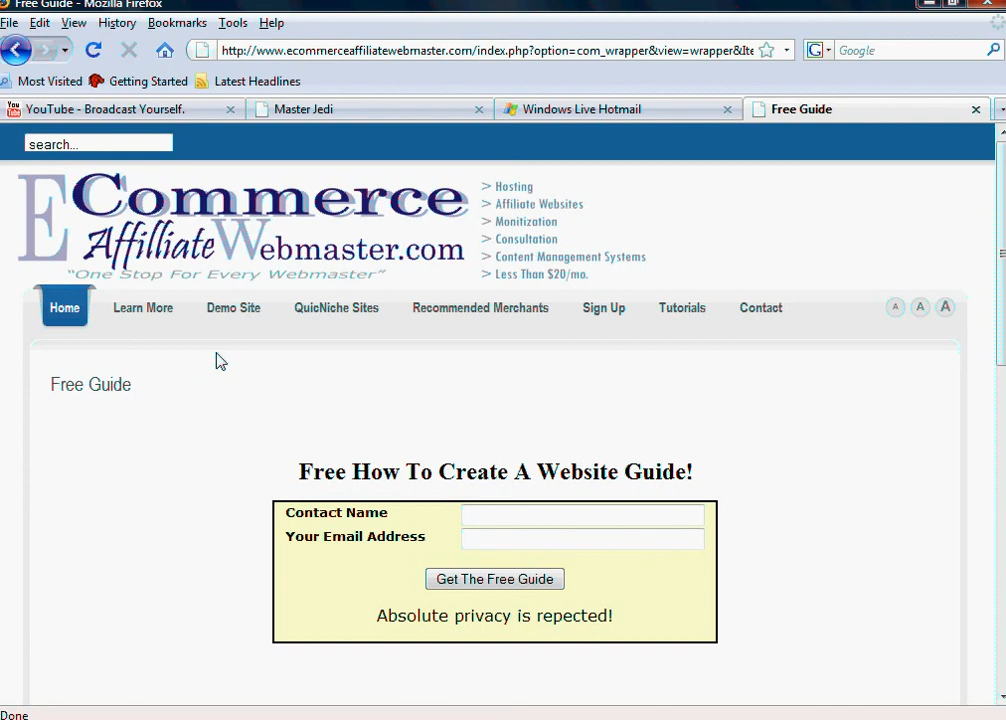 Free Guide - Mozilla Firefox
File Edit View History Bookmarks Tools Help
http://www.ecommerceaffiliatewebmaster.com/index.php?option=com_wrapper&view=wrapper&Ite
G Google
Most Visited Getting Started Latest Headlines
You Tube YouTube - Broadcast Yourself. Master Jedi Windows Live Hotmail Free Guide
search...
ECommerce
AffilliateWebmaster.com
"One Stop For Every Webmaster"
> Hosting
> Affiliate Websites
> Monitization
> Consultation
> Content Management Systems
> Less Than $20/mo.
Home Learn More Demo Site QuicNiche Sites Recommended Merchants Sign Up Tutorials Contact A A A
Free Guide
Free How To Create A Website Guide!
Contact Name
Your Email Address
Get The Free Guide
Absolute privacy is repected!
Done